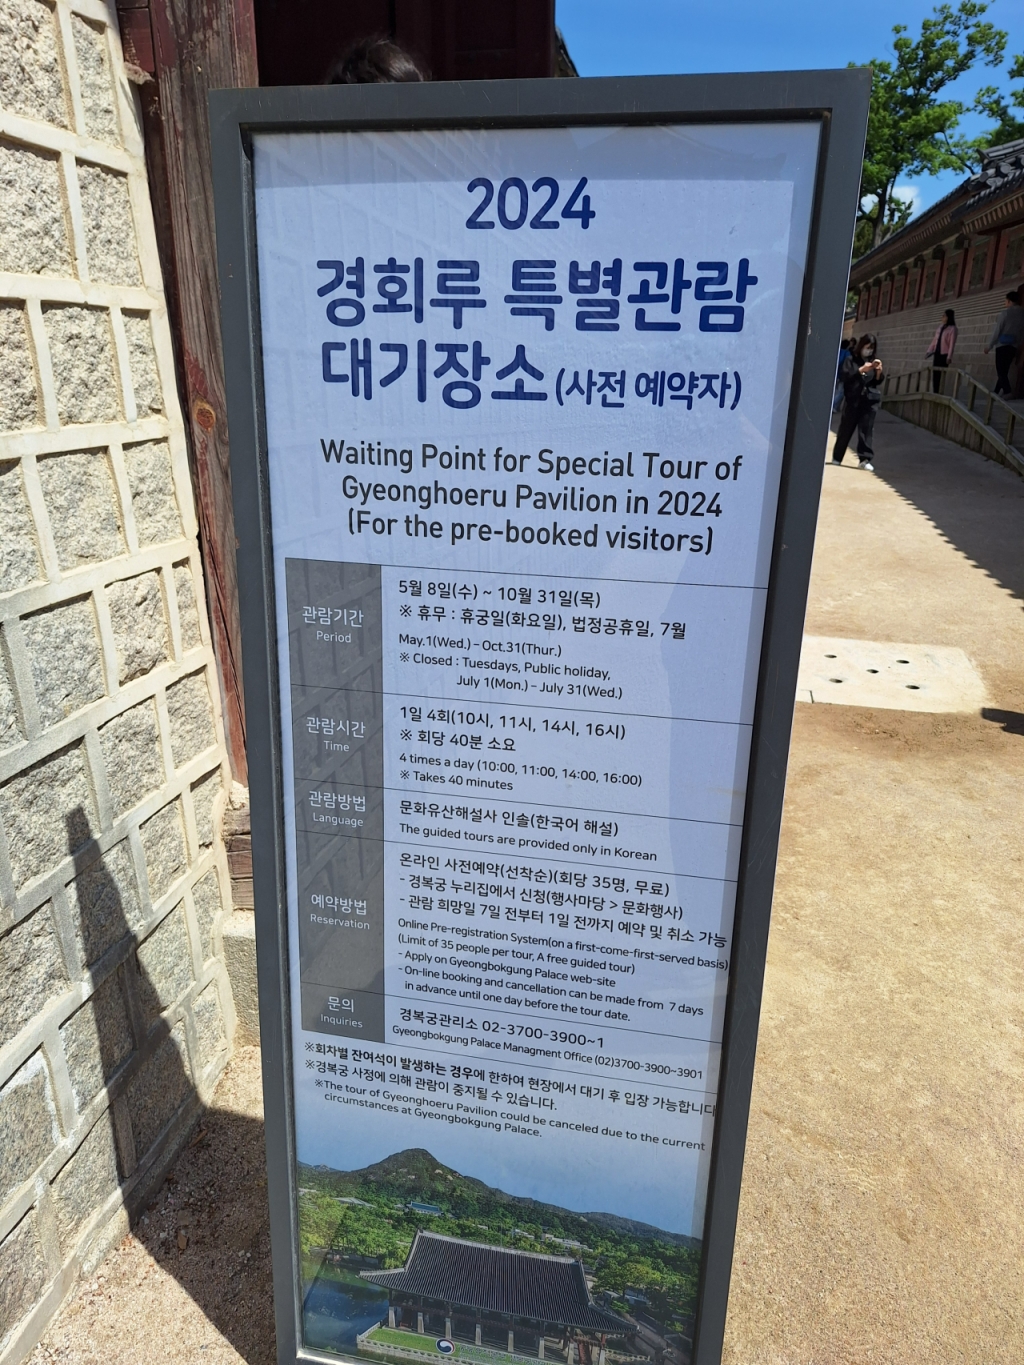 2024
경회루 특별관람
대기장소(사전 예약자)
Waiting Point for Special Tour of
Gyeonghoeru Pavilion in 2024
(For the pre-booked visitors)
관람기간
Period
5월 8일(수) ~ 10월 31일(목)
※ 휴무 : 휴궁일(화요일), 법정공휴일, 7월
May.1(Wed.) - Oct.31(Thur.)
※ Closed : Tuesdays, Public holiday,
July 1(Mon.) - July 31(Wed.)
관람시간
Time
1일 4회(10시, 11시, 14시, 16시)
※ 회당 40분 소요
4 times a day (10:00, 11:00, 14:00, 16:00)
※ Takes 40 minutes
관람방법
Language
문화유산해설사 인솔(한국어 해설)
The guided tours are provided only in Korean
예약방법
Reservation
온라인 사전예약(선착순)(회당 35명, 무료)
- 경복궁 누리집에서 신청(행사마당 > 문화행사)
- 관람 희망일 7일 전부터 1일 전까지 예약 및 취소 가능
Online Pre-registration System(on a first-come-first-served basis)
(Limit of 35 people per tour, A free guided tour)
- Apply on Gyeongbokgung Palace web-site
- On-line booking and cancellation can be made from 7 days
in advance until one day before the tour date.
문의
Inquiries
경복궁관리소 02-3700-3900~1
Gyeongbokgung Palace Managment Office (02)3700-3900~3901
※회차별 잔여석이 발생하는 경우에 한하여 현장에서 대기 후 입장 가능합니다
※경복궁 사정에 의해 관람이 중지될 수 있습니다.
※The tour of Gyeonghoeru Pavilion could be canceled due to the current
circumstances at Gyeongbokgung Palace.